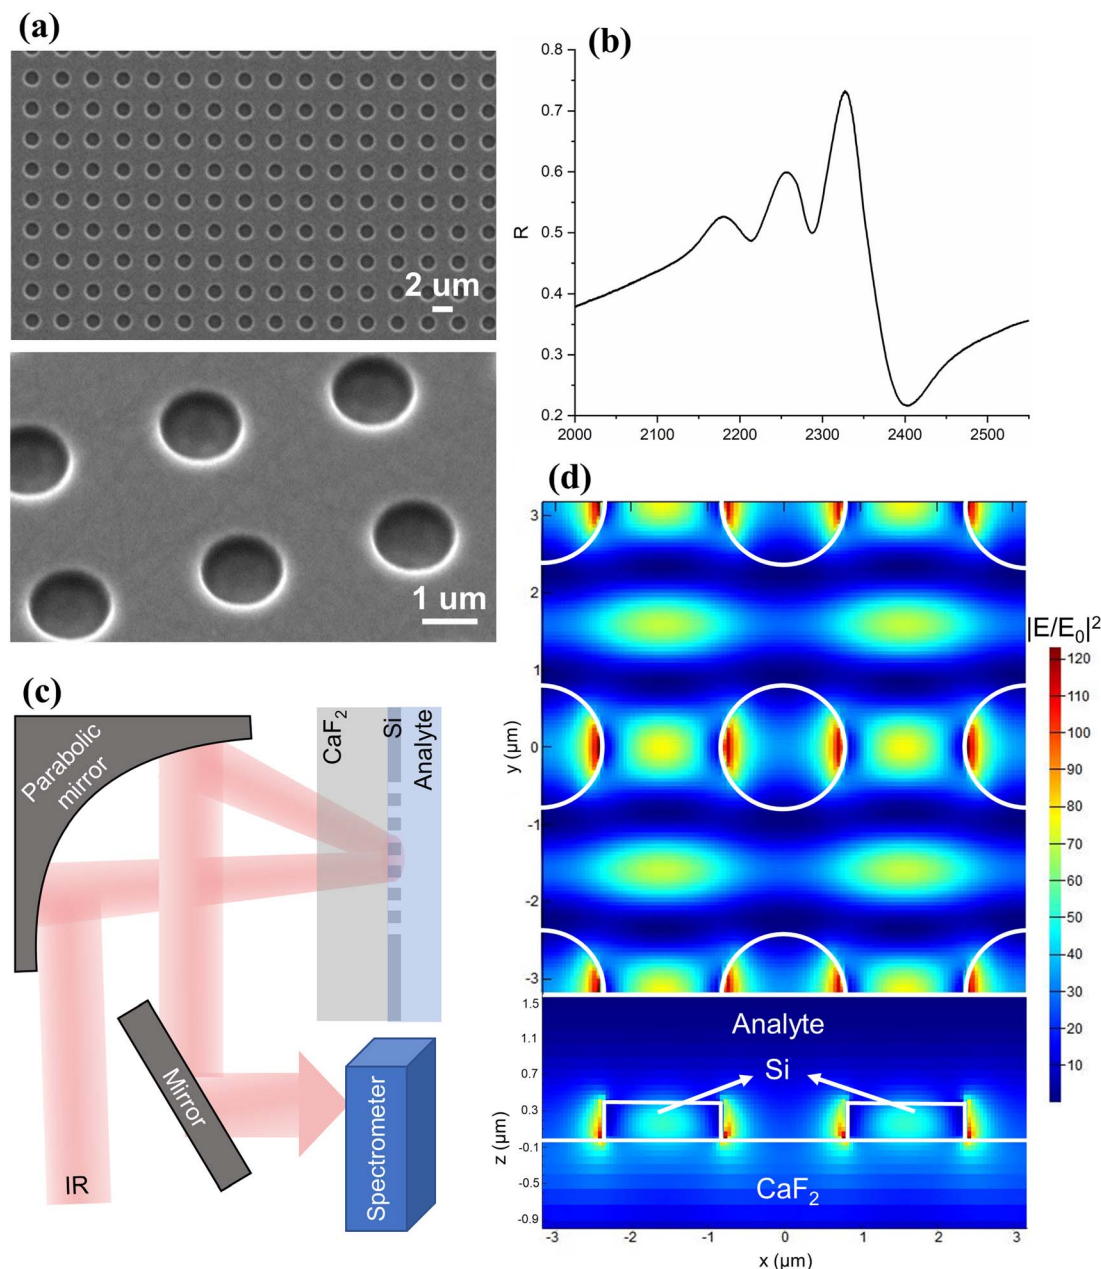 (a)
2 um
1 um
(b)
0.8
0.7
0.6
0.5
0.4
0.3
0.2
R
2000
2100
2200
2300
2400
2500
(c)
Parabolic
mirror
CaF2
Si
Analyte
Mirror
IR
Spectrometer
(d)
3
2
1
0
-1
-2
-3
y (µm)
|E/E0|²
120
110
100
90
80
70
60
50
40
30
20
10
1.5
1.1
0.7
0.3
-0.1
-0.5
-0.9
z (µm)
Analyte
Si
CaF2
-3
-2
-1
0
1
2
3
x (µm)